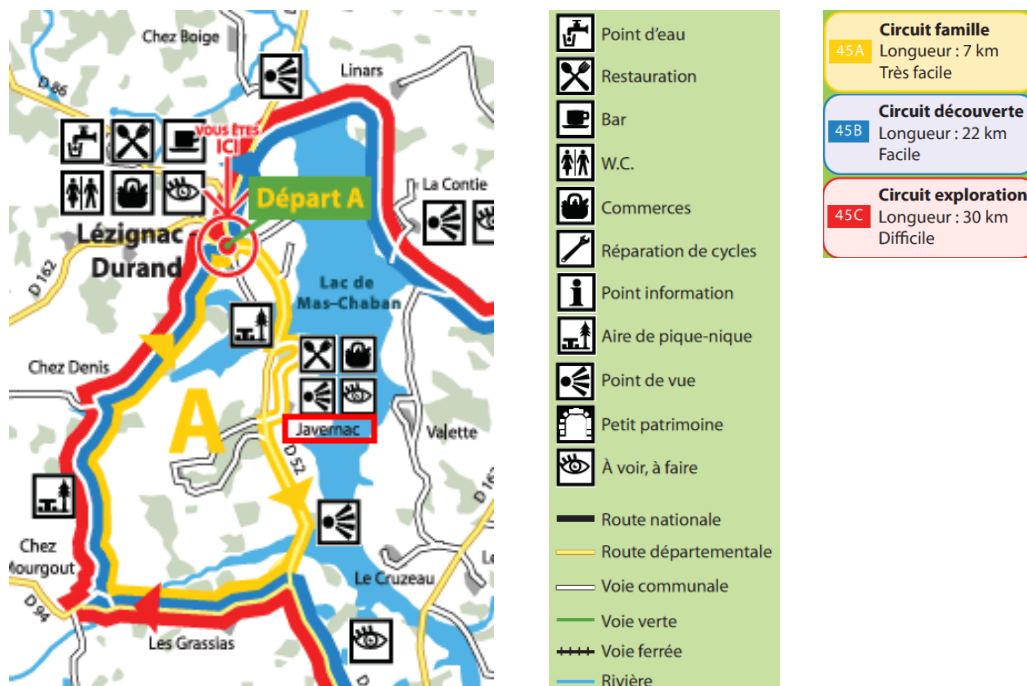 Chez Boige
Linars
D 86
VOUS ÊTES
ICI
Départ A
La Contie
Lézignac
Durand
D 162
Lac de
Mas-Chaban
Chez Denis
A
Javernac
Valette
D 52
D 16
Chez
Mourgout
D 94
Le Cruzeau
Le
Les Grassias
D
Point d'eau
Restauration
Bar
W.C.
Commerces
Réparation de cycles
Point information
Aire de pique-nique
Point de vue
Petit patrimoine
À voir, à faire
Route nationale
Route départementale
Voie communale
Voie verte
Voie ferrée
Rivière
Circuit famille
45A Longueur : 7 km
Très facile
Circuit découverte
45B Longueur : 22 km
Facile
Circuit exploration
45C Longueur : 30 km
Difficile